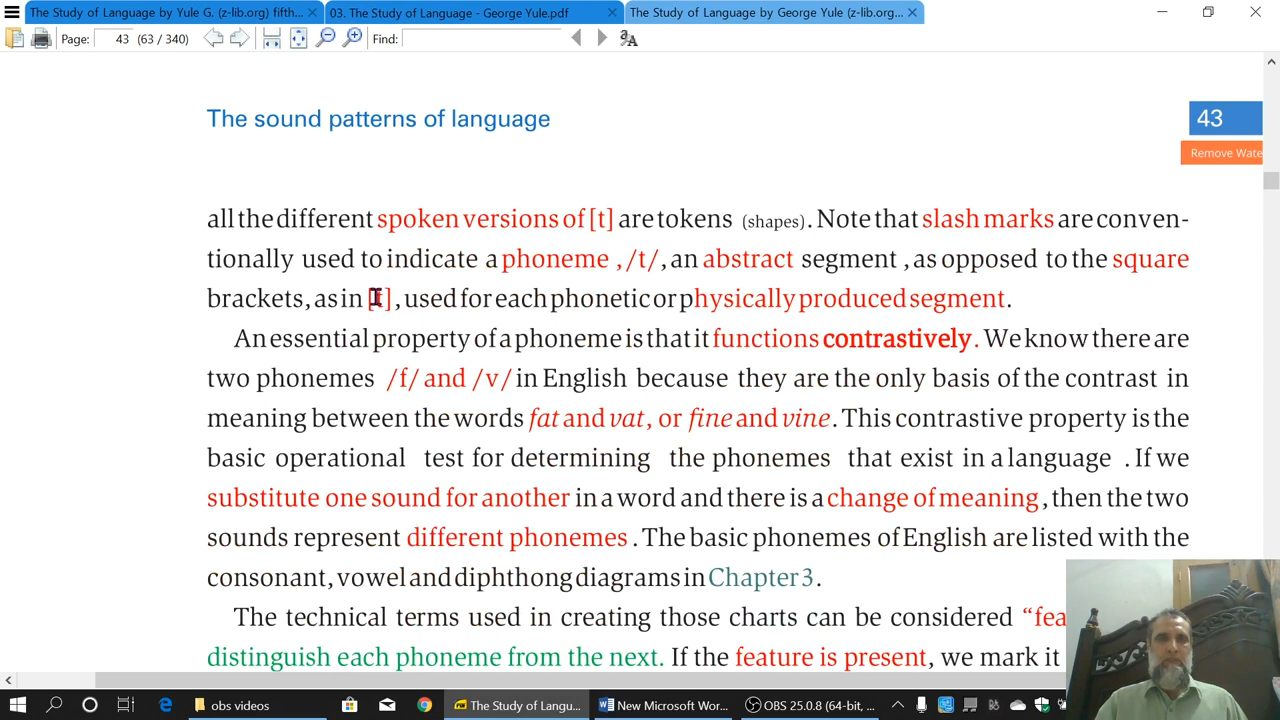 The Study of Language by Yule G. (z-lib.org) fifth...
03. The Study of Language - George Yule.pdf
The Study of Language by George Yule (z-lib.org...
Page: 43 (63 / 340) Find:
The sound patterns of language
43
Remove Wate
all the different spoken versions of [t] are tokens (shapes). Note that slash marks are conven-
tionally used to indicate a phoneme , /t/, an abstract segment , as opposed to the square
brackets, as in [t] , used for each phonetic or physically produced segment.
An essential property of a phoneme is that it functions contrastively. We know there are
two phonemes /f/ and /v/ in English because they are the only basis of the contrast in
meaning between the words fat and vat, or fine and vine. This contrastive property is the
basic operational test for determining the phonemes that exist in a language . If we
substitute one sound for another in a word and there is a change of meaning , then the two
sounds represent different phonemes . The basic phonemes of English are listed with the
consonant, vowel and diphthong diagrams in Chapter 3.
The technical terms used in creating those charts can be considered “fea
distinguish each phoneme from the next. If the feature is present, we mark it
obs videos
The Study of Langu...
New Microsoft Wor...
OBS 25.0.8 (64-bit, ...